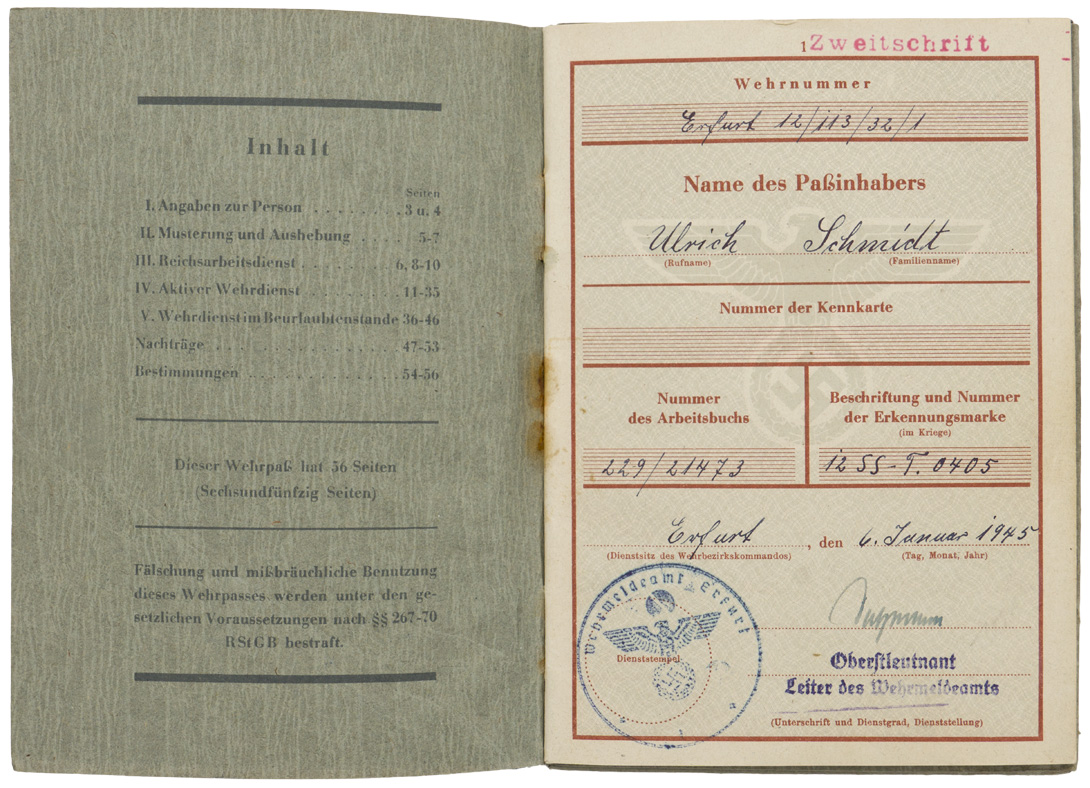 Inhalt
Seiten
I. Angaben zur Person . . . . . . . . 3 u. 4
II. Musterung und Aushebung . . . . 5-7
III. Reichsarbeitsdienst . . . . . . . . 6, 8-10
IV. Aktiver Wehrdienst . . . . . . . . 11-35
V. Wehrdienst im Beurlaubtenstande 36-46
Nachträge . . . . . . . . . . . . . . . . 47-53
Bestimmungen . . . . . . . . . . . . . 54-56
Dieser Wehrpaß hat 56 Seiten
(Sechsundfünfzig Seiten)
Fälschung und mißbräuchliche Benutzung
dieses Wehrpasses werden unter den ge-
setzlichen Voraussetzungen nach §§ 267-70
RStGB bestraft.
1 Zweitschrift
Wehrnummer
Erfurt 12/113/32/1
Name des Paßinhabers
Ulrich Schmidt
(Rufname) (Familienname)
Nummer der Kennkarte
Nummer
des Arbeitsbuchs
229/21473
Beschriftung und Nummer
der Erkennungsmarke
(im Kriege)
12 SS-T. 0405
Erfurt, den 6. Januar 1945
(Dienstsitz des Wehrbezirkskommandos) (Tag, Monat, Jahr)
Wehrmeldeamt Erfurt
Dienststempel
Oberstleutnant
Leiter des Wehrmeldeamts
(Unterschrift und Dienstgrad, Dienststellung)